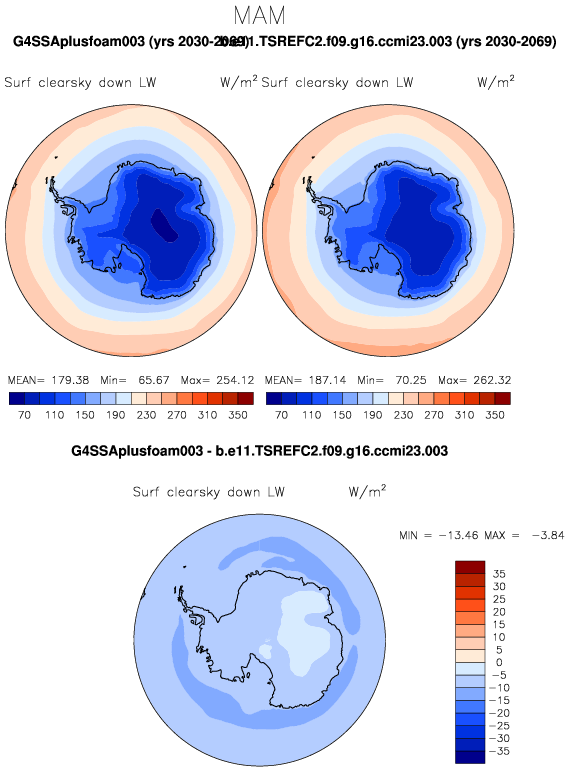 MAM
G4SSAplusfoam003 (yrs 2030-2069) b.e11.TSREFC2.f09.g16.ccmi23.003 (yrs 2030-2069)
Surf clearsky down LW W/m² Surf clearsky down LW W/m²
MEAN= 179.38 Min= 65.67 Max= 254.12 MEAN= 187.14 Min= 70.25 Max= 262.32
70 110 150 190 230 270 310 350 70 110 150 190 230 270 310 350
G4SSAplusfoam003 - b.e11.TSREFC2.f09.g16.ccmi23.003
Surf clearsky down LW W/m²
MIN = −13.46 MAX = −3.84
35
30
25
20
15
10
5
0
−5
−10
−15
−20
−25
−30
−35